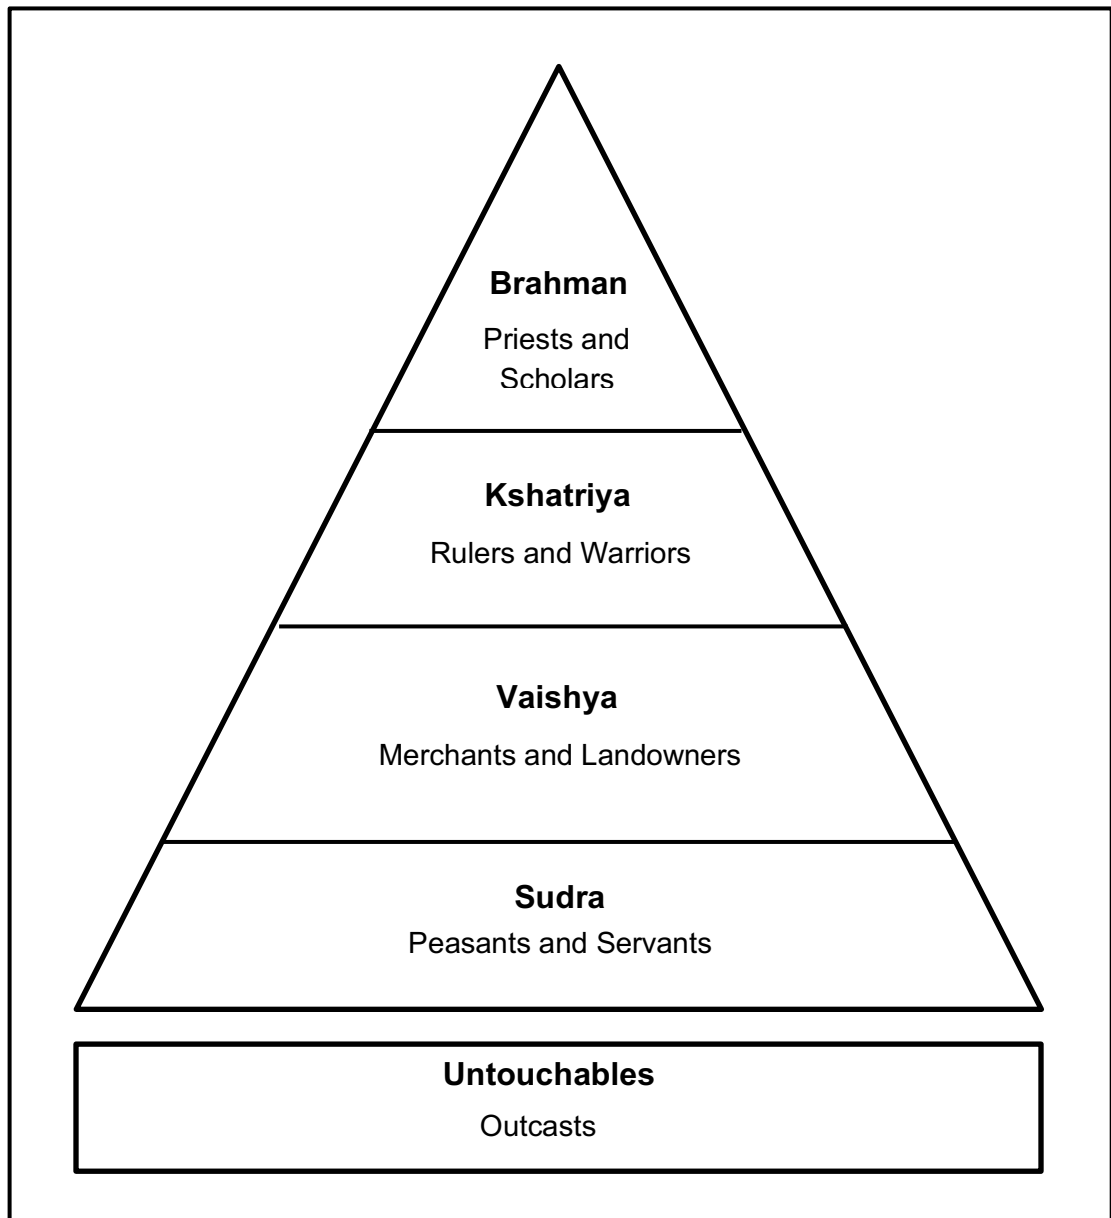 Brahman
Priests and
Scholars
Kshatriya
Rulers and Warriors
Vaishya
Merchants and Landowners
Sudra
Peasants and Servants
Untouchables
Outcasts